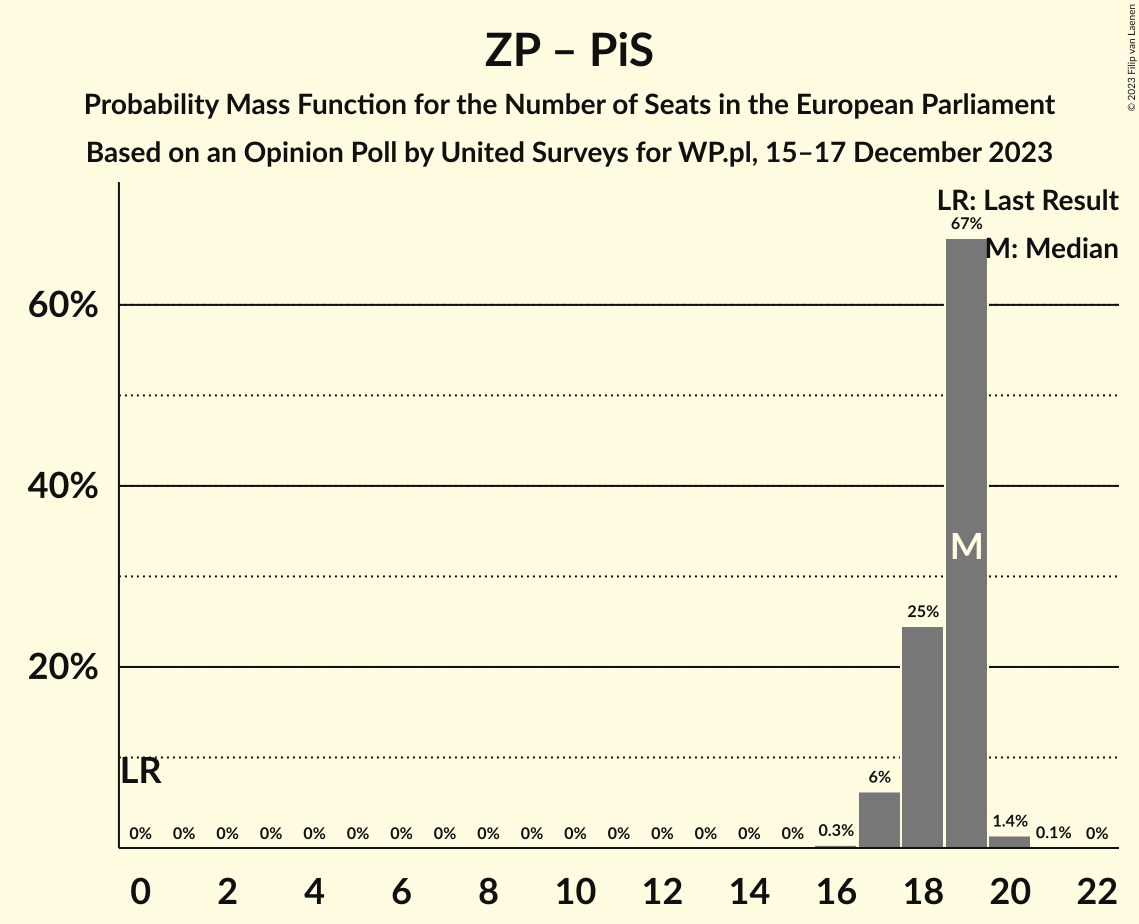 ZP – PiS
Probability Mass Function for the Number of Seats in the European Parliament
Based on an Opinion Poll by United Surveys for WP.pl, 15–17 December 2023
© 2023 Filip van Laenen
LR: Last Result
M: Median
67%
60%
40%
M
25%
20%
LR
6%
0% 0% 0% 0% 0% 0% 0% 0% 0% 0% 0% 0% 0% 0% 0% 0% 0.3% 1.4% 0.1% 0%
0 2 4 6 8 10 12 14 16 18 20 22